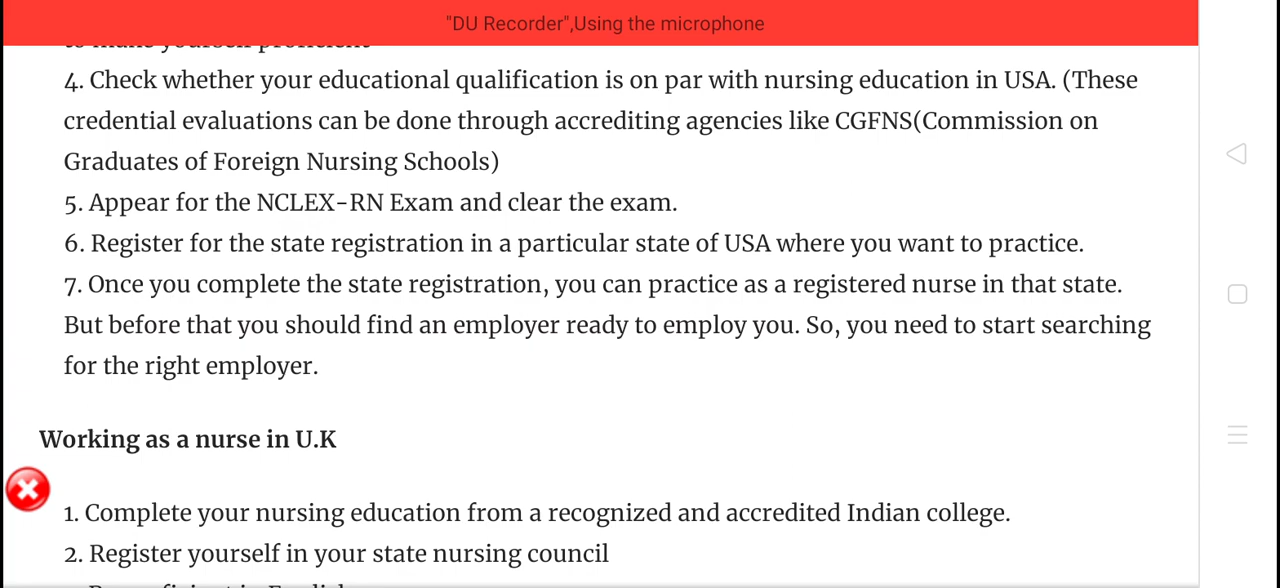 "DU Recorder",Using the microphone
to make yourself proficient
4. Check whether your educational qualification is on par with nursing education in USA. (These
credential evaluations can be done through accrediting agencies like CGFNS(Commission on
Graduates of Foreign Nursing Schools)
5. Appear for the NCLEX-RN Exam and clear the exam.
6. Register for the state registration in a particular state of USA where you want to practice.
7. Once you complete the state registration, you can practice as a registered nurse in that state.
But before that you should find an employer ready to employ you. So, you need to start searching
for the right employer.
Working as a nurse in U.K
1. Complete your nursing education from a recognized and accredited Indian college.
2. Register yourself in your state nursing council